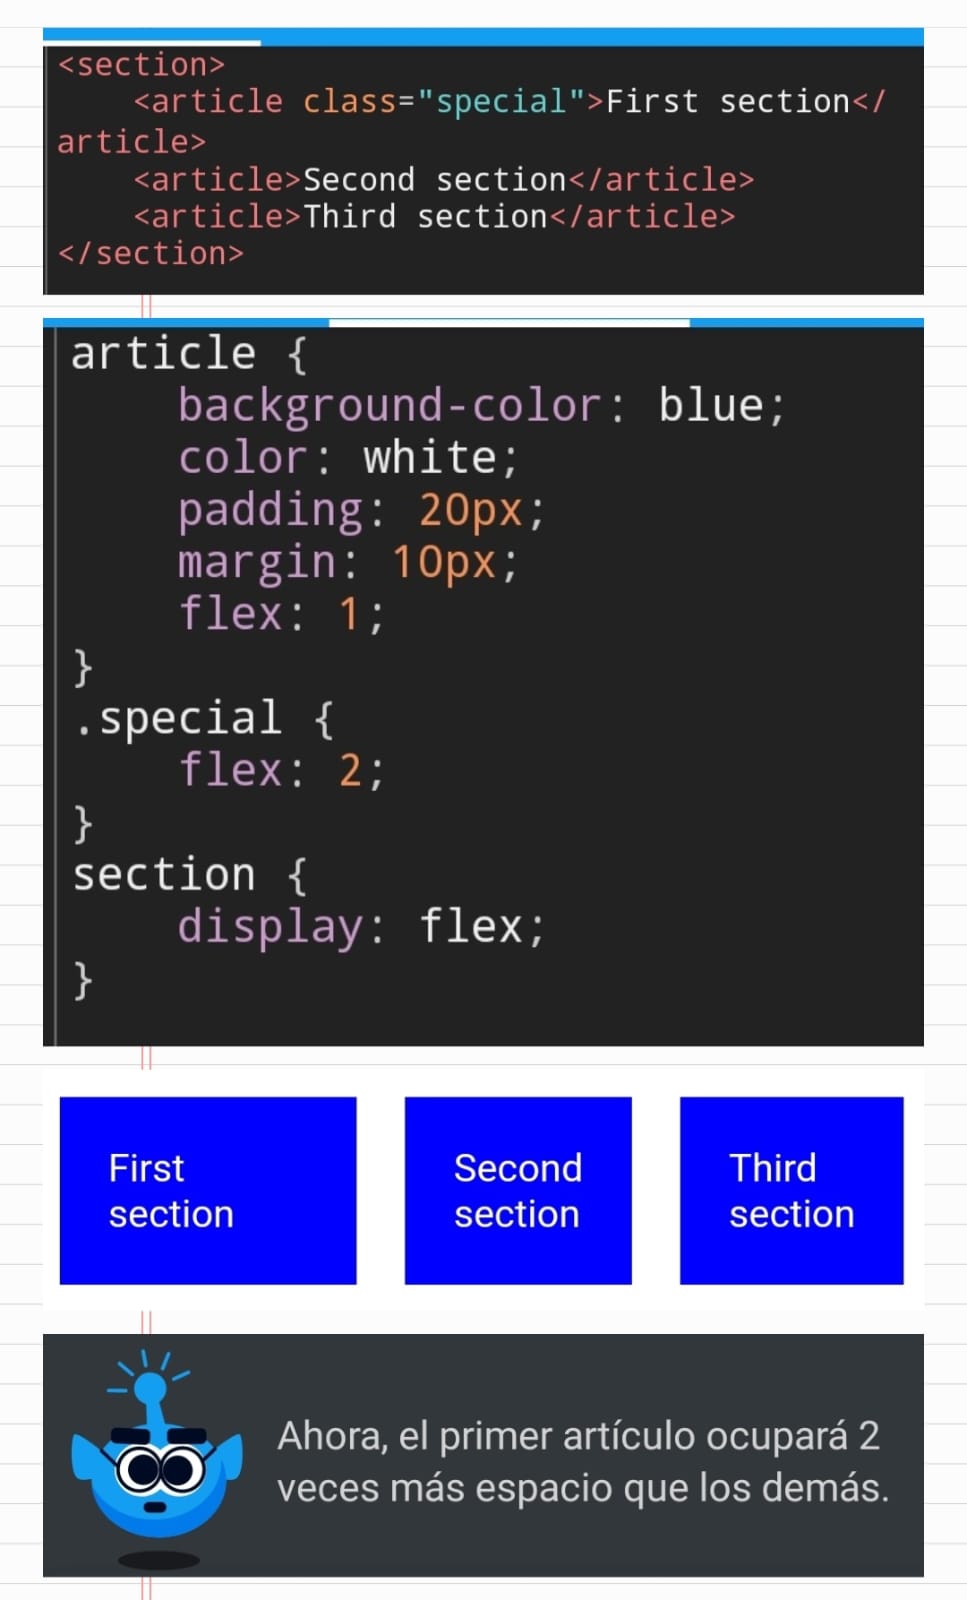 <section>
<article class="special">First section</
article>
<article>Second section</article>
<article>Third section</article>
</section>
article {
background-color: blue;
color: white;
padding: 20px;
margin: 10px;
flex: 1;
}
.special {
flex: 2;
}
section {
display: flex;
}
First
section
Second
section
Third
section
Ahora, el primer artículo ocupará 2
veces más espacio que los demás.